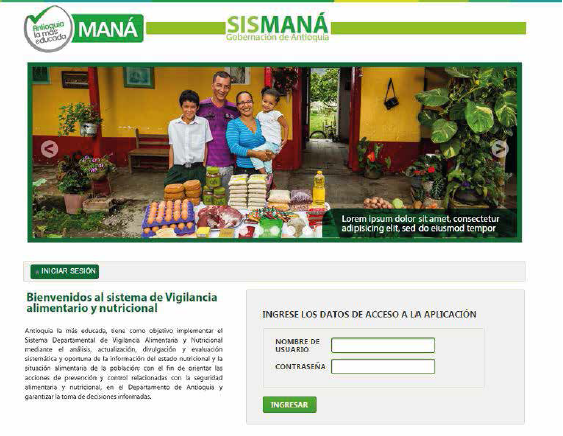 Antioquia
la más
educada
MANÁ
SISMANÁ
Gobernación de Antioquia
Lorem ipsum dolor sit amet, consectetur
adipisicing elit, sed do eiusmod tempor
» INICIAR SESIÓN
Bienvenidos al sistema de Vigilancia
alimentario y nutricional
Antioquia la más educada, tiene como objetivo implementar el
Sistema Departamental de Vigilancia Alimentaria y Nutricional
mediante el análisis, actualización, divulgación y evaluación
sistemática y oportuna de la información del estado nutricional y la
situación alimentaria de la población; con el fin de orientar las
acciones de prevención y control relacionadas con la seguridad
alimentaria y nutricional, en el Departamento de Antioquia y
garantizar la toma de decisiones informadas.
INGRESE LOS DATOS DE ACCESO A LA APLICACIÓN
NOMBRE DE
USUARIO
CONTRASEÑA
INGRESAR